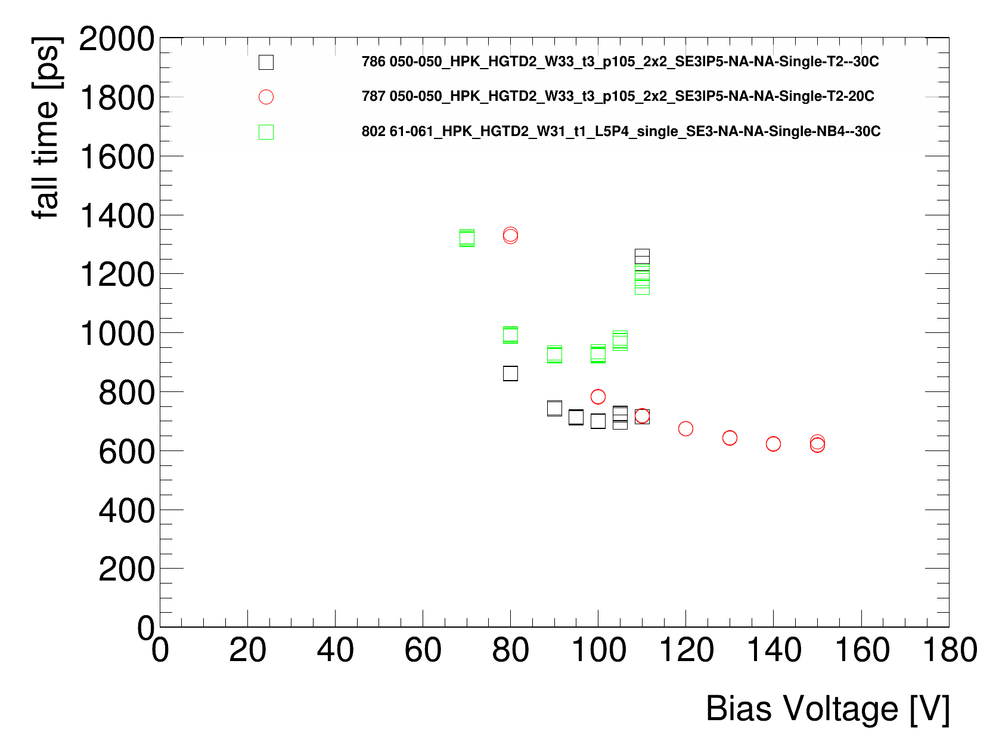 2000
1800
1600
1400
1200
1000
800
600
400
200
0
fall time [ps]
786 050-050_HPK_HGTD2_W33_t3_p105_2x2_SE3IP5-NA-NA-Single-T2--30C
787 050-050_HPK_HGTD2_W33_t3_p105_2x2_SE3IP5-NA-NA-Single-T2-20C
802 61-061_HPK_HGTD2_W31_t1_L5P4_single_SE3-NA-NA-Single-NB4--30C
0 20 40 60 80 100 120 140 160 180
Bias Voltage [V]